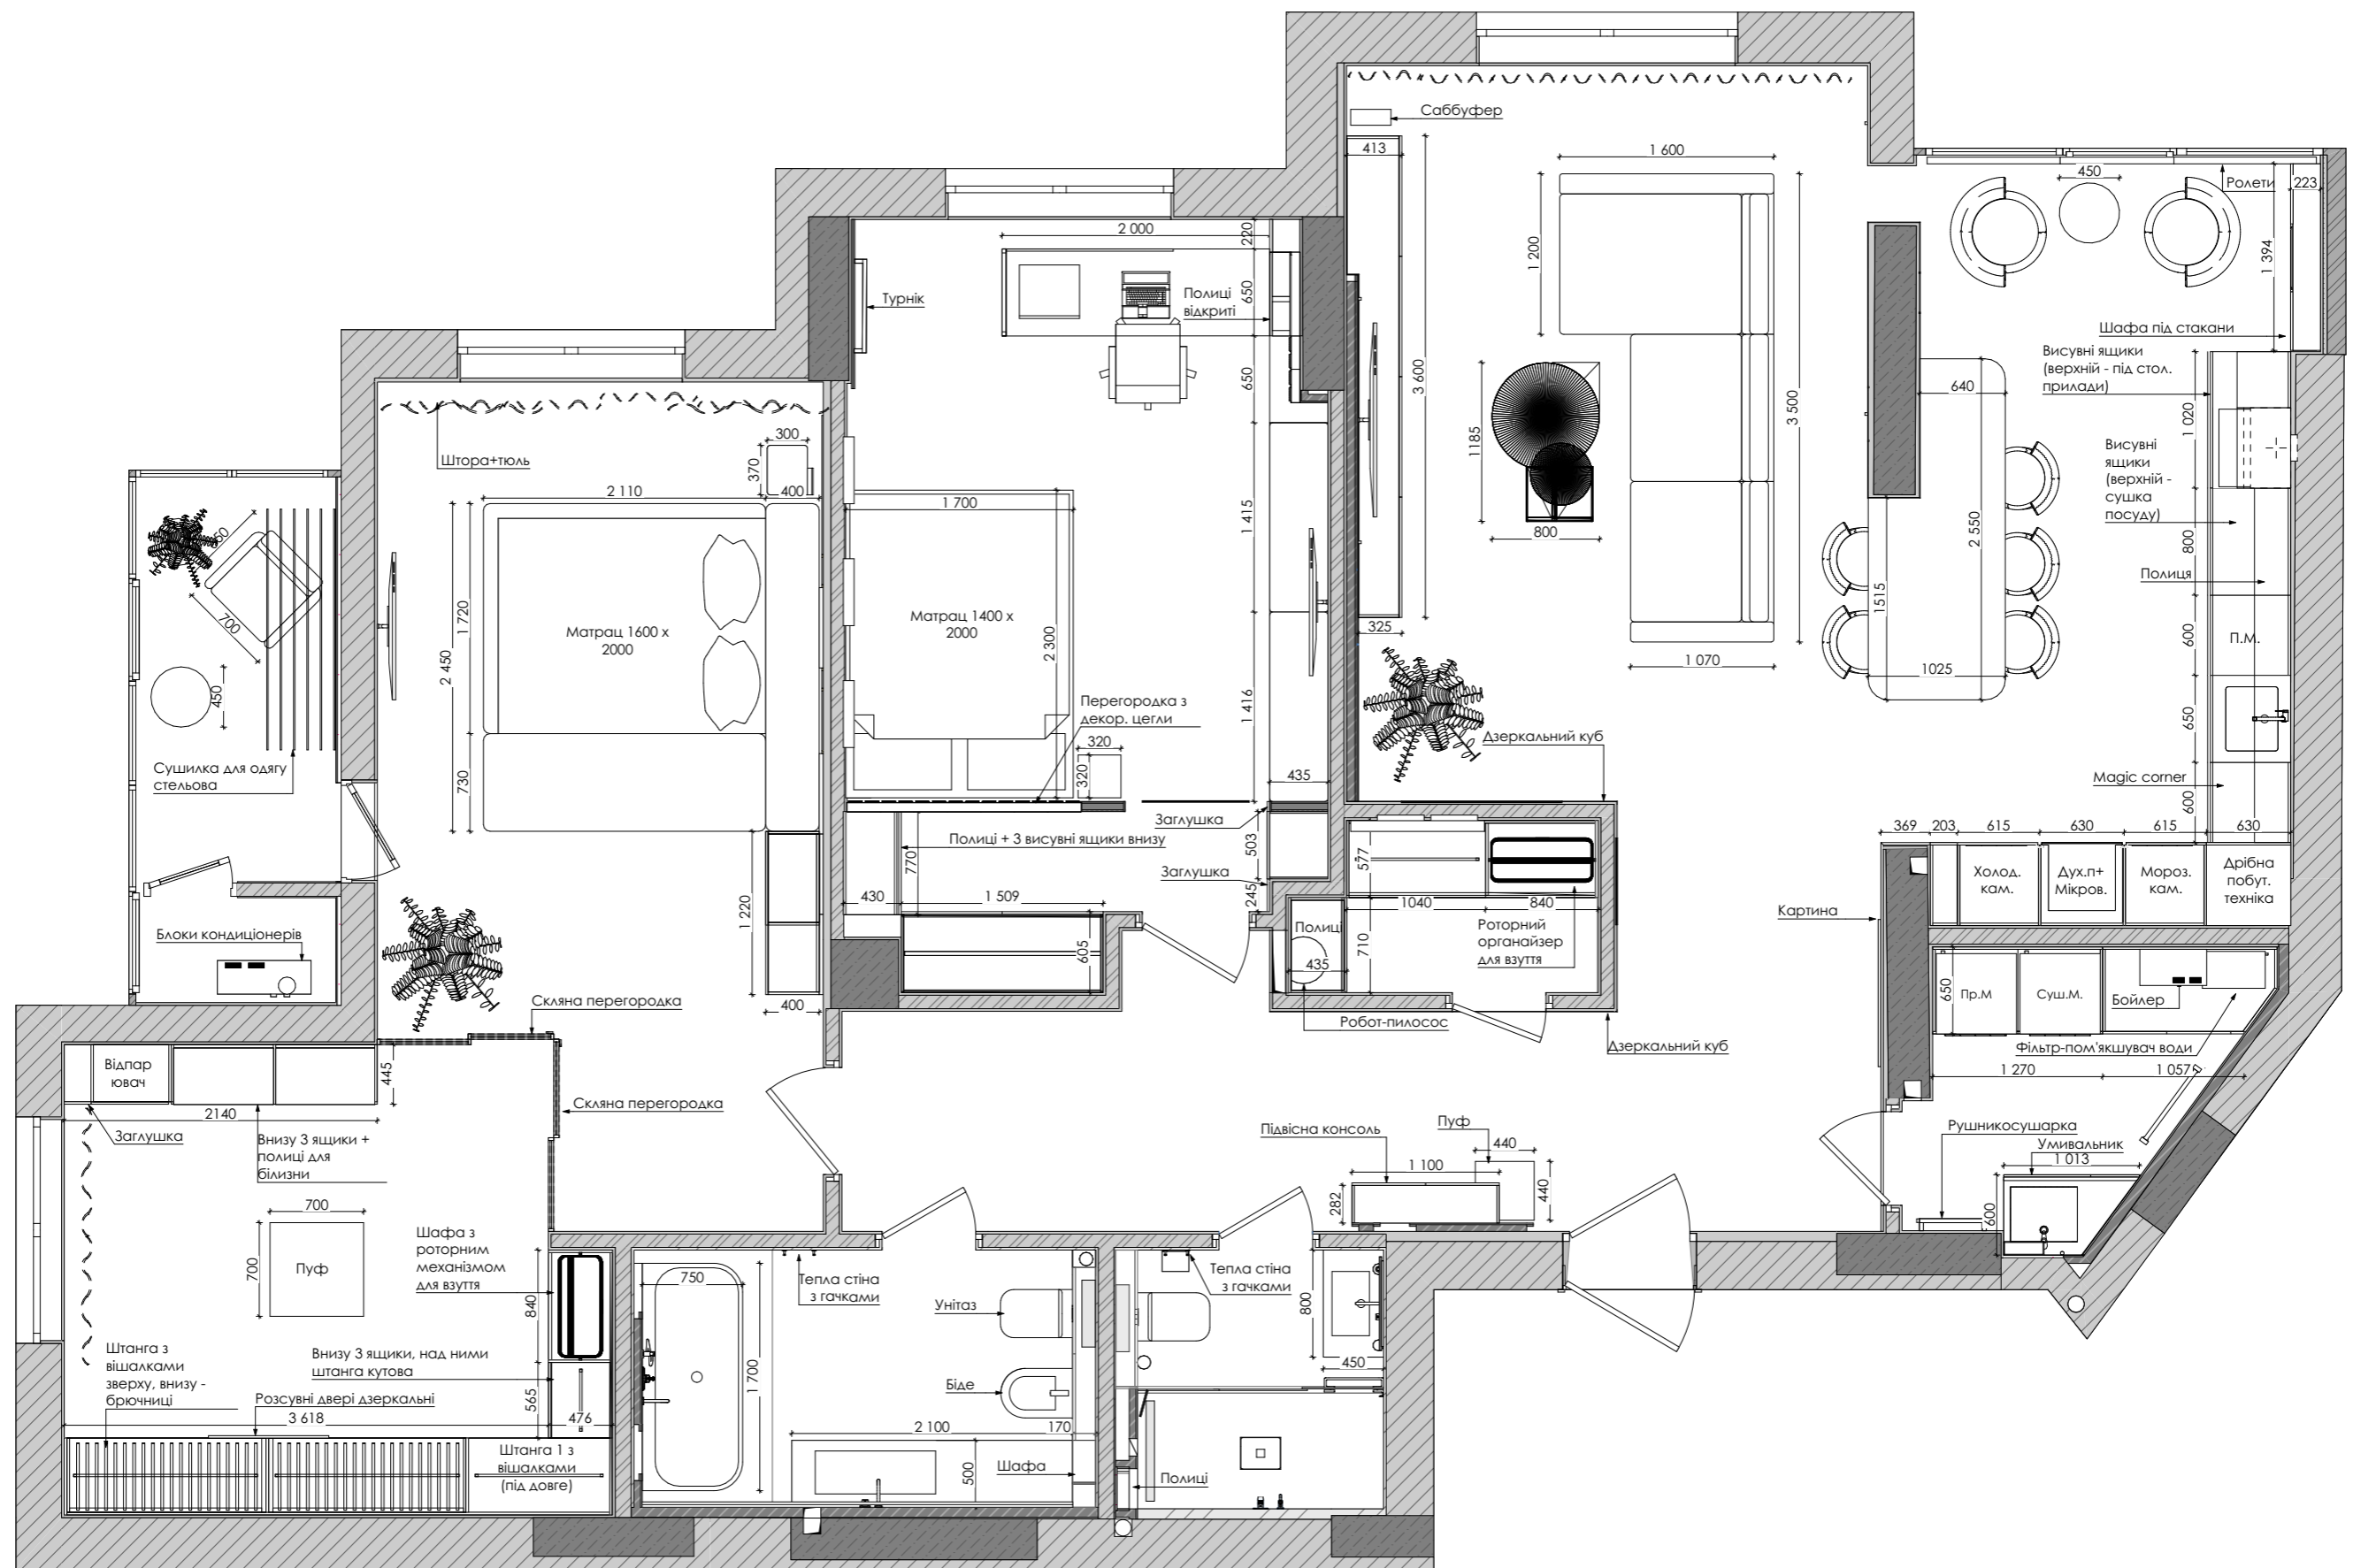 Саббуфер
413
3 600
325
1 600
1 200
3 500
1 070
1185
800
450
Ролети
223
1 394
Шафа під стакани
Висувні ящики
(верхній - під стол.
прилади)
640
1 020
Висувні
ящики
(верхній -
сушка
посуду)
2 550
1515
1025
800
Полиця
600
П.М.
650
Magic corner
600
369
203
615
630
615
630
Холод.
кам.
Дух.п+
Мікров.
Мороз.
кам.
Дрібна
побут.
техніка
Картина
2 000
220
650
Турнік
Полиці
відкриті
650
1 415
1 416
1 700
2 300
Матрац 1400 х
2000
Перегородка з
декор. цегли
320
320
435
Заглушка
503
Полиці + 3 висувні ящики внизу
770
Заглушка
245
430
1 509
605
Дзеркальний куб
577
1040
840
Полиці
710
435
Роторний
органайзер
для взуття
Робот-пилосос
Дзеркальний куб
Штора+тюль
300
370
2 110
400
1 720
2 450
730
Матрац 1600 х
2000
1 220
400
700
450
Сушилка для одягу
стельова
Блоки кондиціонерів
Скляна перегородка
Скляна перегородка
Відпар
ювач
445
2140
Заглушка
Внизу 3 ящики +
полиці для
білизни
700
700
Пуф
Шафа з
роторним
механізмом
для взуття
840
Внизу 3 ящики, над ними
штанга кутова
565
476
Штанга з
вішалками
зверху, внизу -
брючниці
Розсувні двері дзеркальні
3 618
Штанга 1 з
вішалками
(під довге)
750
1 700
Тепла стіна
з гачками
Унітаз
Біде
2 100
170
500
Шафа
Тепла стіна
з гачками
800
450
Полиці
Підвісна консоль
Пуф
440
1 100
440
282
650
Пр.М
Суш.М.
Бойлер
Фільтр-пом'якшувач води
1 270
1 057
Рушникосушарка
Умивальник
1 013
600